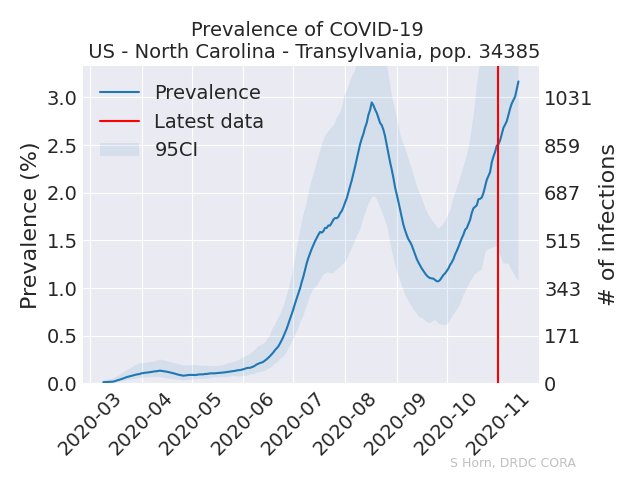 Prevalence of COVID-19
US - North Carolina - Transylvania, pop. 34385
Prevalence
Latest data
95CI
Prevalence (%)
3.0
2.5
2.0
1.5
1.0
0.5
0.0
1031
859
687
515
343
171
0
# of infections
2020-03
2020-04
2020-05
2020-06
2020-07
2020-08
2020-09
2020-10
2020-11
S Horn, DRDC CORA